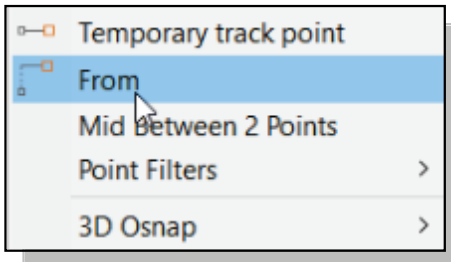 Temporary track point
From
Mid Between 2 Points
Point Filters
3D Osnap